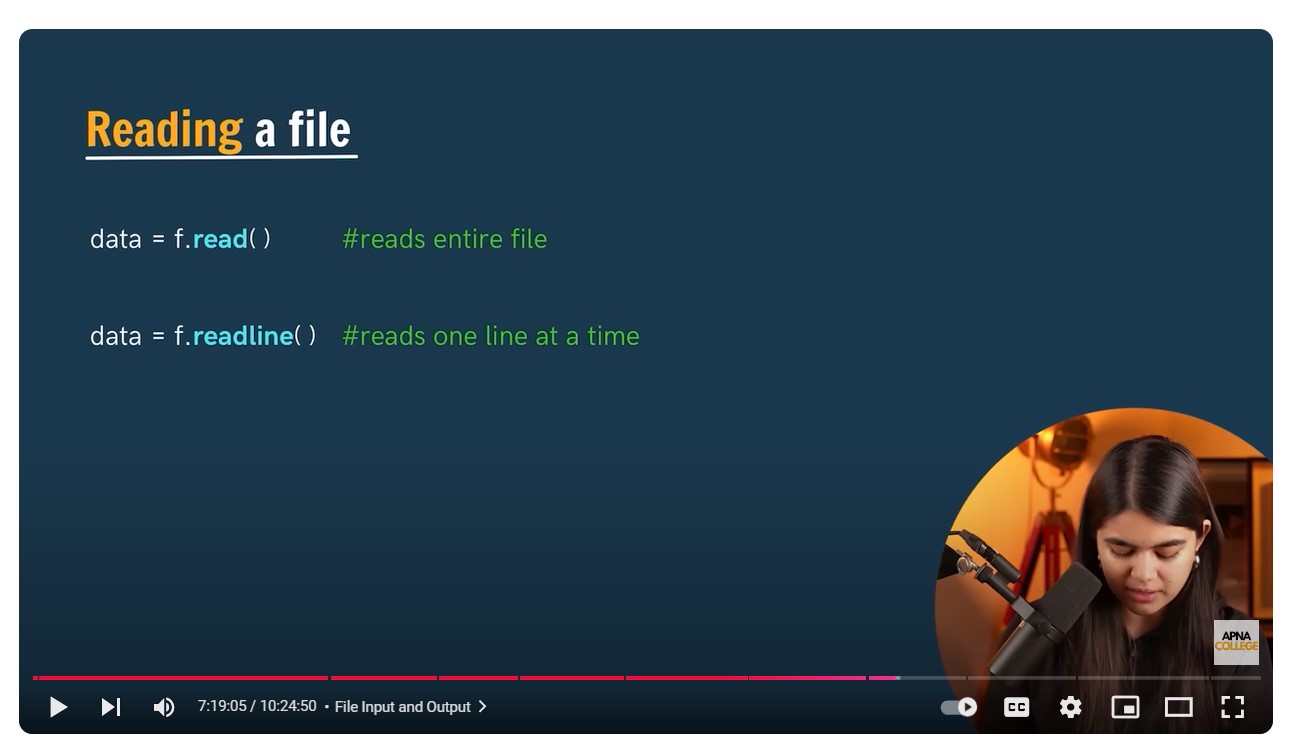 Reading a file
data = f.read( ) #reads entire file
data = f.readline( ) #reads one line at a time
APNA
COLLEGE
7:19:05 / 10:24:50 • File Input and Output
CC